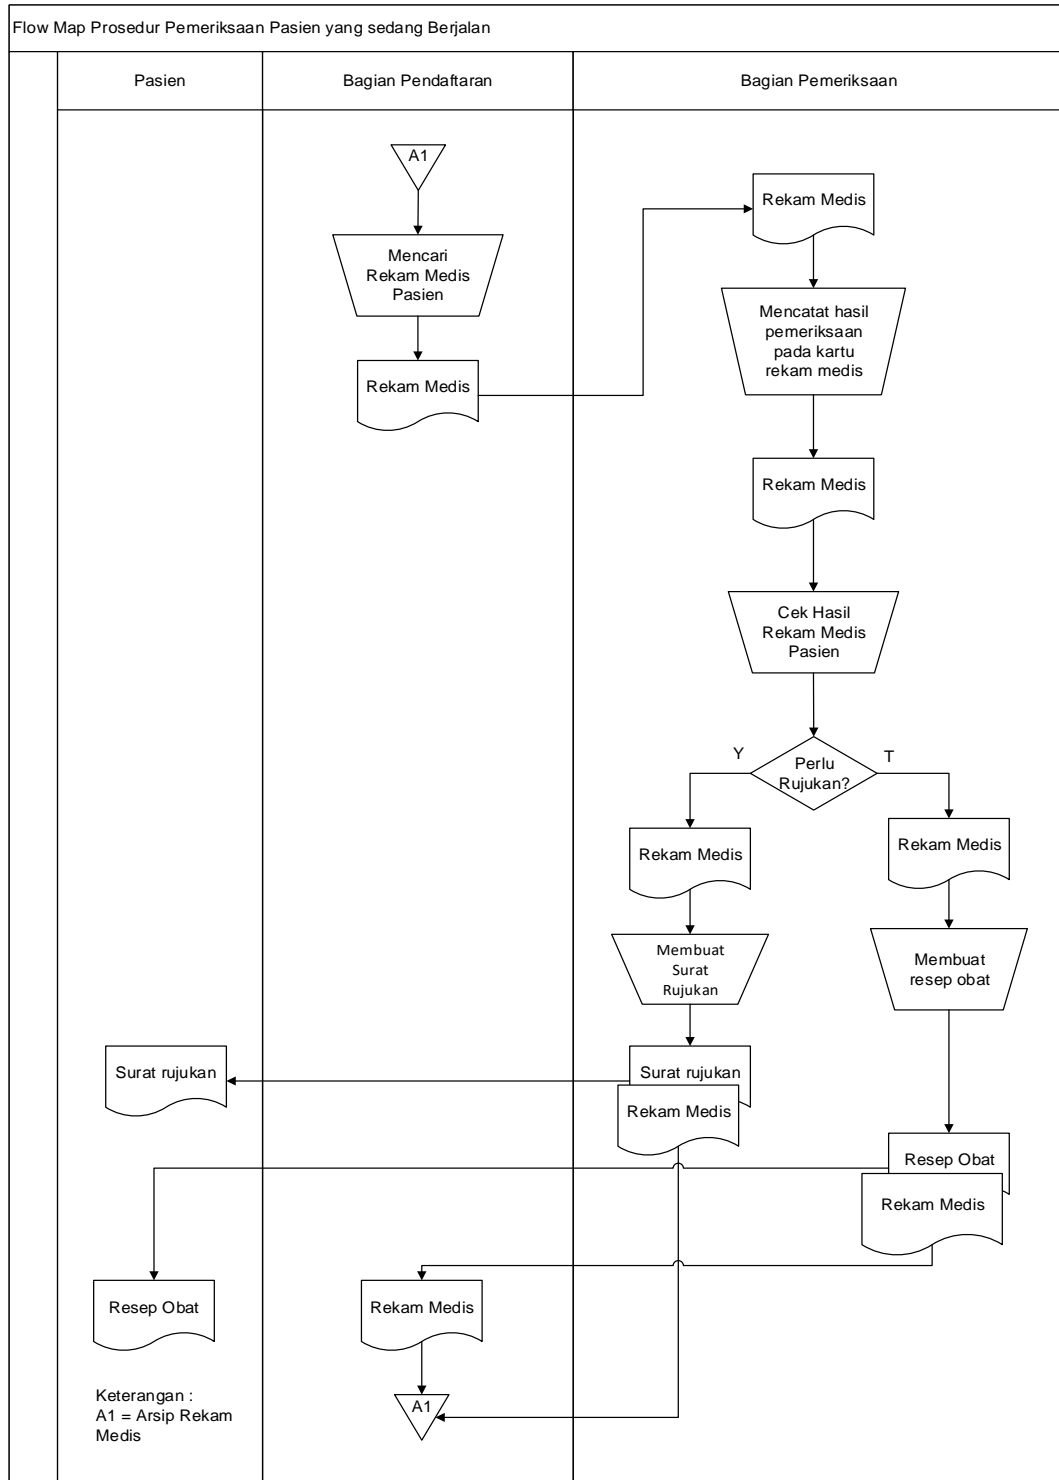 Flow Map Prosedur Pemeriksaan Pasien yang sedang Berjalan
Pasien
Bagian Pendaftaran
Bagian Pemeriksaan
A1
Mencari
Rekam Medis
Pasien
Rekam Medis
Rekam Medis
Mencatat hasil
pemeriksaan
pada kartu
rekam medis
Rekam Medis
Cek Hasil
Rekam Medis
Pasien
Perlu
Rujukan?
Y
T
Rekam Medis
Rekam Medis
Membuat
Surat
Rujukan
Membuat
resep obat
Surat rujukan
Surat rujukan
Rekam Medis
Resep Obat
Rekam Medis
Resep Obat
Rekam Medis
A1
Keterangan :
A1 = Arsip Rekam
Medis